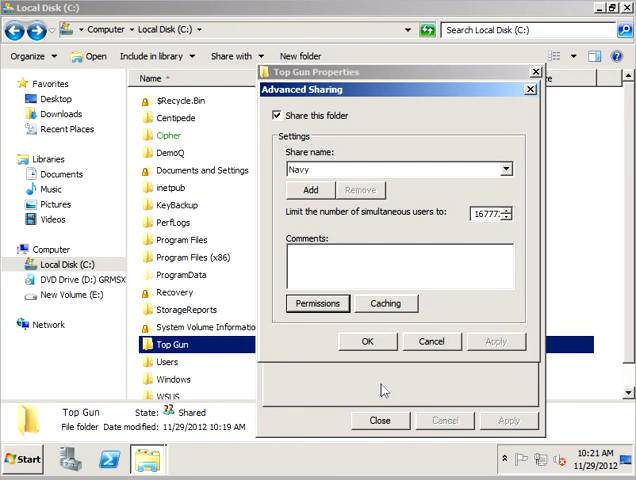 Local Disk (C:)
Computer Local Disk (C:)
Search Local Disk (C:)
Organize Open Include in library Share with New folder
Favorites
Desktop
Downloads
Recent Places
Libraries
Documents
Music
Pictures
Videos
Computer
Local Disk (C:)
DVD Drive (D:) GRMSX
New Volume (E:)
Network
Name
$Recycle.Bin
Centipede
Cipher
DemoQ
Documents and Settings
inetpub
KeyBackup
PerfLogs
Program Files
Program Files (x86)
ProgramData
Recovery
StorageReports
System Volume Informatio
Top Gun
Users
Windows
WSUS
Top Gun Properties
Advanced Sharing
Share this folder
Settings
Share name:
Navy
Add Remove
Limit the number of simultaneous users to:
Comments:
Permissions Caching
OK Cancel Apply
Close Cancel Apply
Top Gun State: Shared
File folder Date modified: 11/29/2012 10:19 AM
Start
10:21 AM
11/29/2012